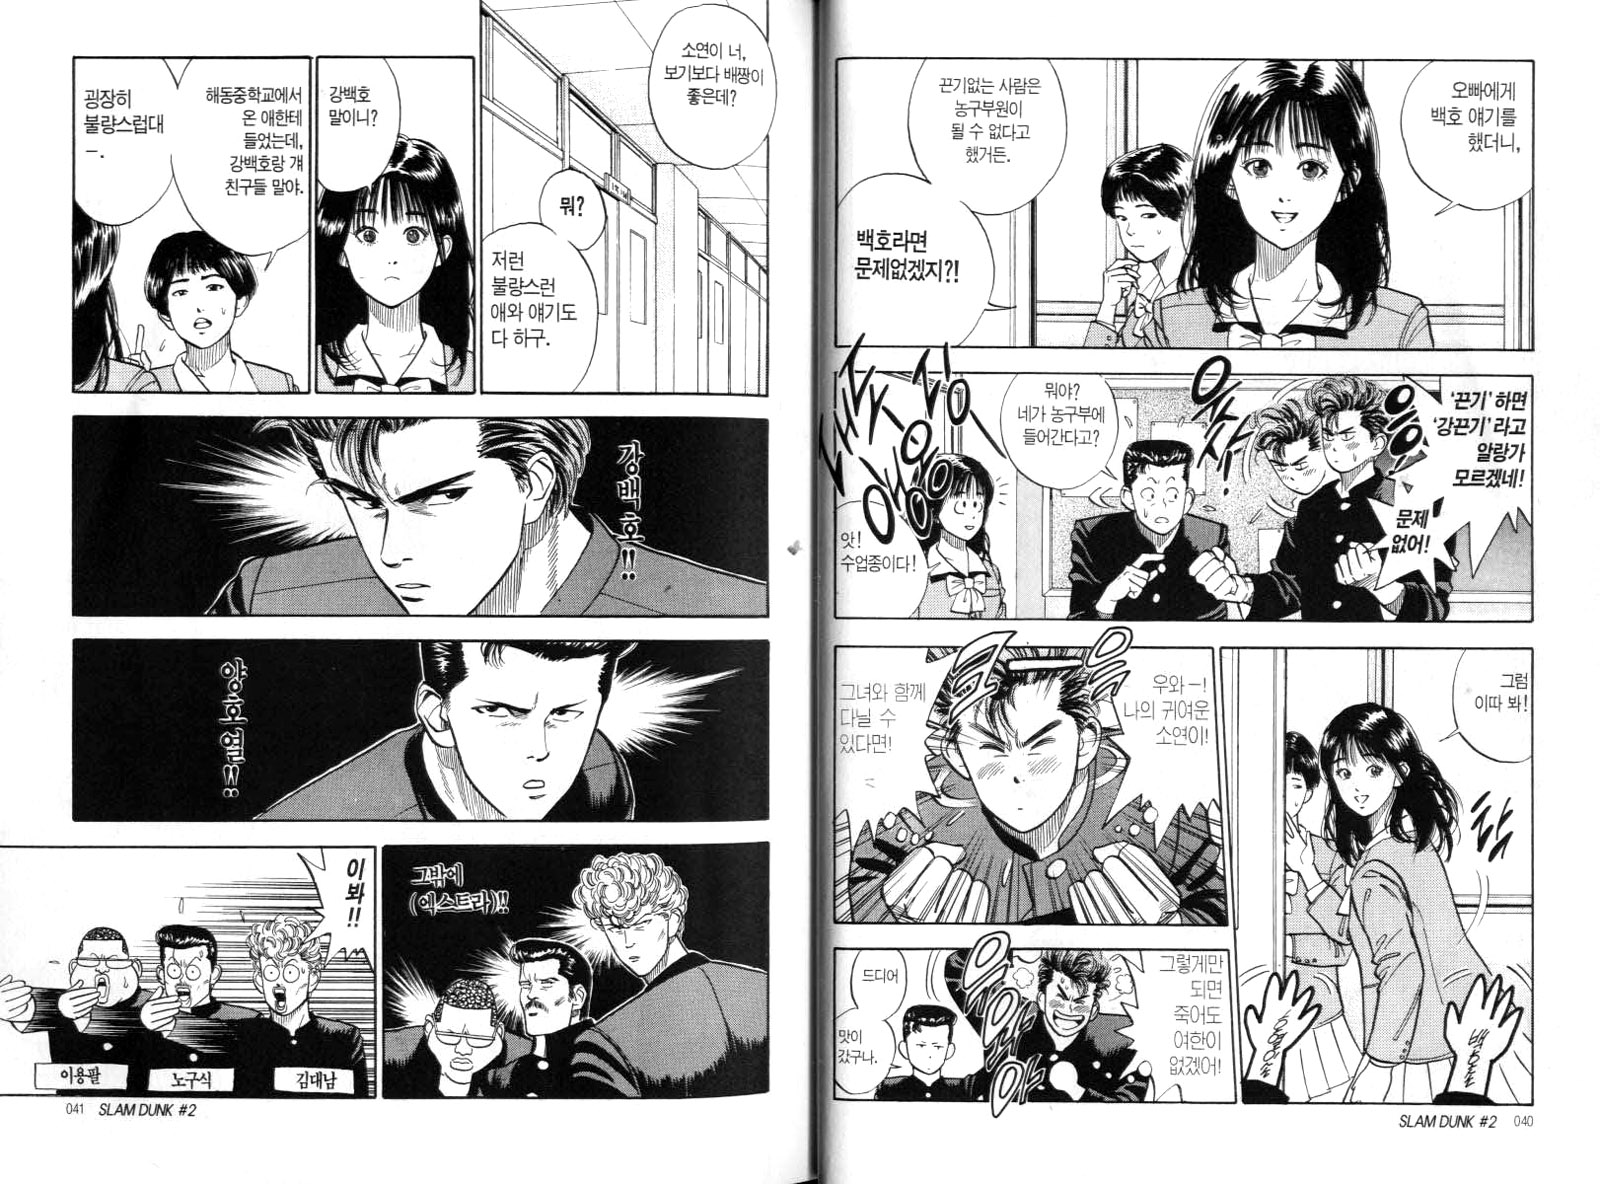 오빠에게
백호 얘기를
했더니,
끈기없는 사람은
농구부원이
될 수 없다고
했거든.
백호라면
문제없겠지?!
'끈기'하면
'강끈기'라고
알랑가
모르겠네!
문제
없어!
으쓱
뭐야?
네가 농구부에
들어간다고?
앗!
수업종이다!
그럼
이따 봐!
탁
백호
우와-!
나의 귀여운
소연이!
그녀와 함께
다닐 수
있다면!
그렇게만
되면
죽어도
여한이
없겠어!
드디어
맛이
갔구나.
SLAM DUNK #2 040
소연이 너,
보기보다 배짱이
좋은데?
뭐?
저런
불량스런
애와 얘기도
다 하구.
강백호
말이니?
해동중학교에서
온 애한테
들었는데,
강백호랑 걔
친구들 말야.
굉장히
불량스럽대
-.
강백호!!
양호열!!
그밖에
(엑스트라)!!
이봐!!
김대남
노구식
이용팔
041 SLAM DUNK #2